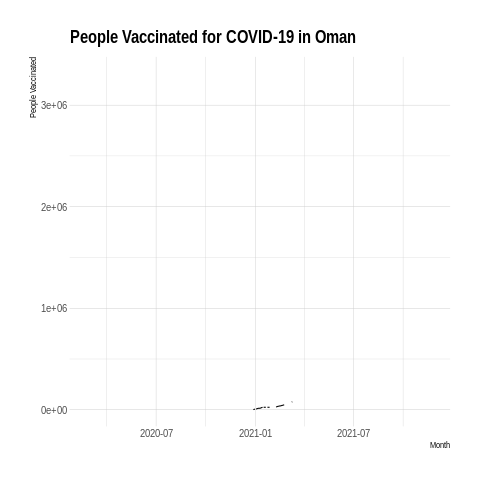 People Vaccinated for COVID-19 in Oman
People Vaccinated
3e+06
2e+06
1e+06
0e+00
2020-07
2021-01
2021-07
Month